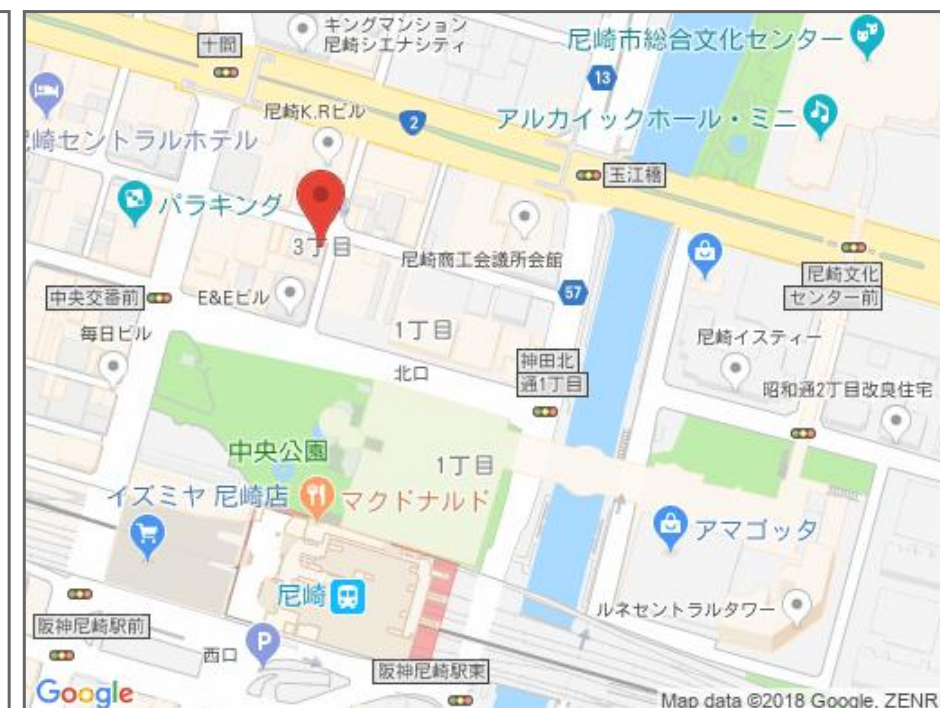 キングマンション
尼崎シエナシティ
十間
尼崎市総合文化センター
13
尼崎K.Rビル
2
アルカイックホール・ミニ
崎セントラルホテル
玉江橋
パラキング
3丁目
尼崎商工会議所会館
尼崎文化
センター前
中央交番前
E&Eビル
57
毎日ビル
1丁目
尼崎イスティー
神田北
通1丁目
北口
昭和通2丁目改良住宅
中央公園
1丁目
イズミヤ 尼崎店
マクドナルド
アマゴッタ
尼崎
ルネセントラルタワー
阪神尼崎駅前
西口
P
阪神尼崎駅東
Google
Map data ©2018 Google, ZENR